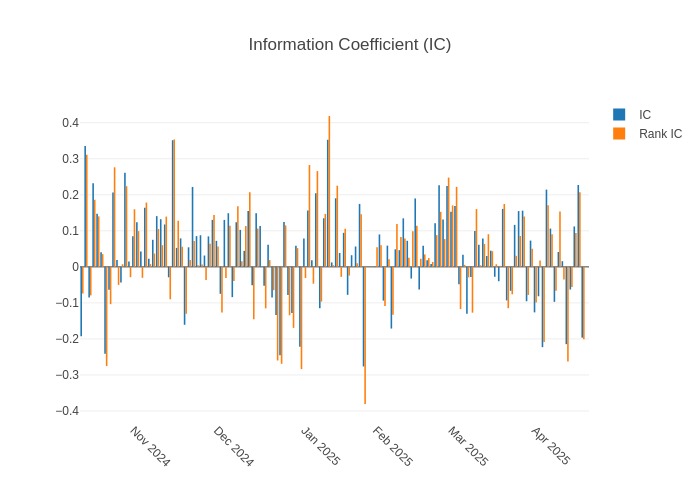 Information Coefficient (IC)
IC
Rank IC
0.4
0.3
0.2
0.1
0
−0.1
−0.2
−0.3
−0.4
Nov 2024
Dec 2024
Jan 2025
Feb 2025
Mar 2025
Apr 2025